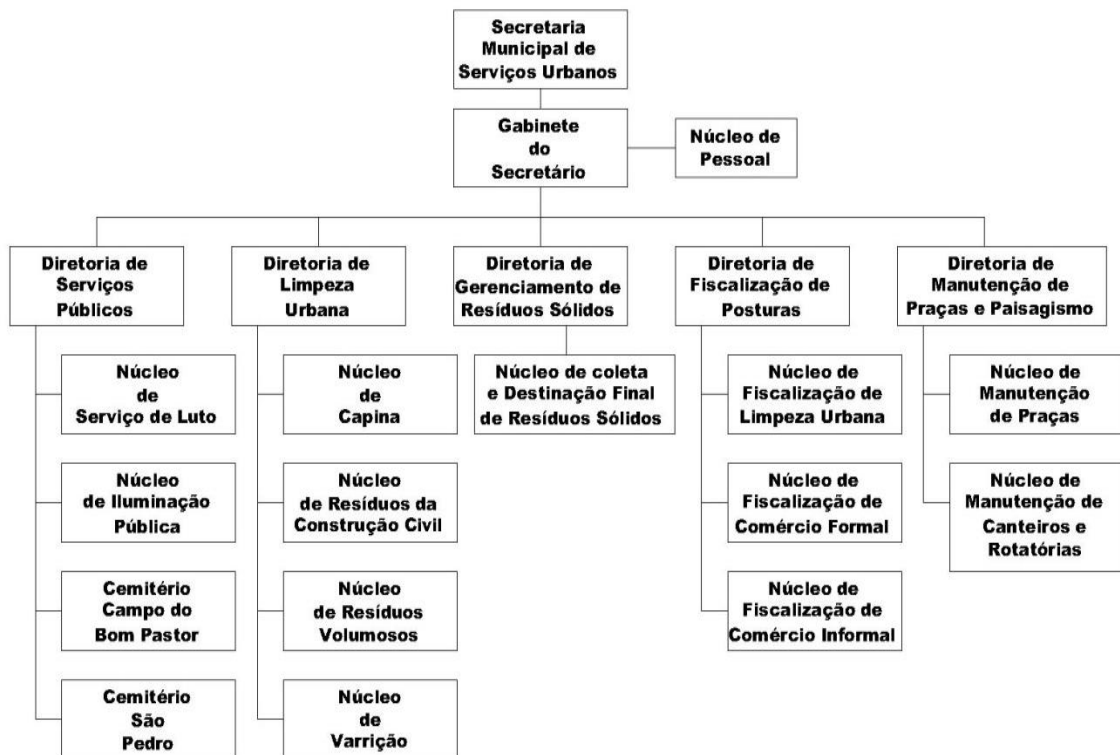 Secretaria
Municipal de
Serviços Urbanos
Gabinete
do
Secretário
Núcleo de
Pessoal
Diretoria de
Serviços
Públicos
Diretoria de
Limpeza
Urbana
Diretoria de
Gerenciamento de
Resíduos Sólidos
Diretoria de
Fiscalização de
Posturas
Diretoria
de Manutenção de
Praças e Paisagismo
Núcleo
de
Serviço de Luto
Núcleo
de
Capina
Núcleo de coleta
e Destinação Final
de Resíduos Sólidos
Núcleo de
Fiscalização de
Limpeza Urbana
Núcleo de
Manutenção
de Praças
Núcleo
de Iluminação
Pública
Núcleo
de Resíduos da
Construção Civil
Núcleo de
Fiscalização de
Comércio Formal
Núcleo de
Manutenção de
Canteiros e
Rotatórias
Cemitério
Campo do
Bom Pastor
Núcleo
de Resíduos
Volumosos
Núcleo de
Fiscalização de
Comércio Informal
Cemitério
São
Pedro
Núcleo
de
Varrição